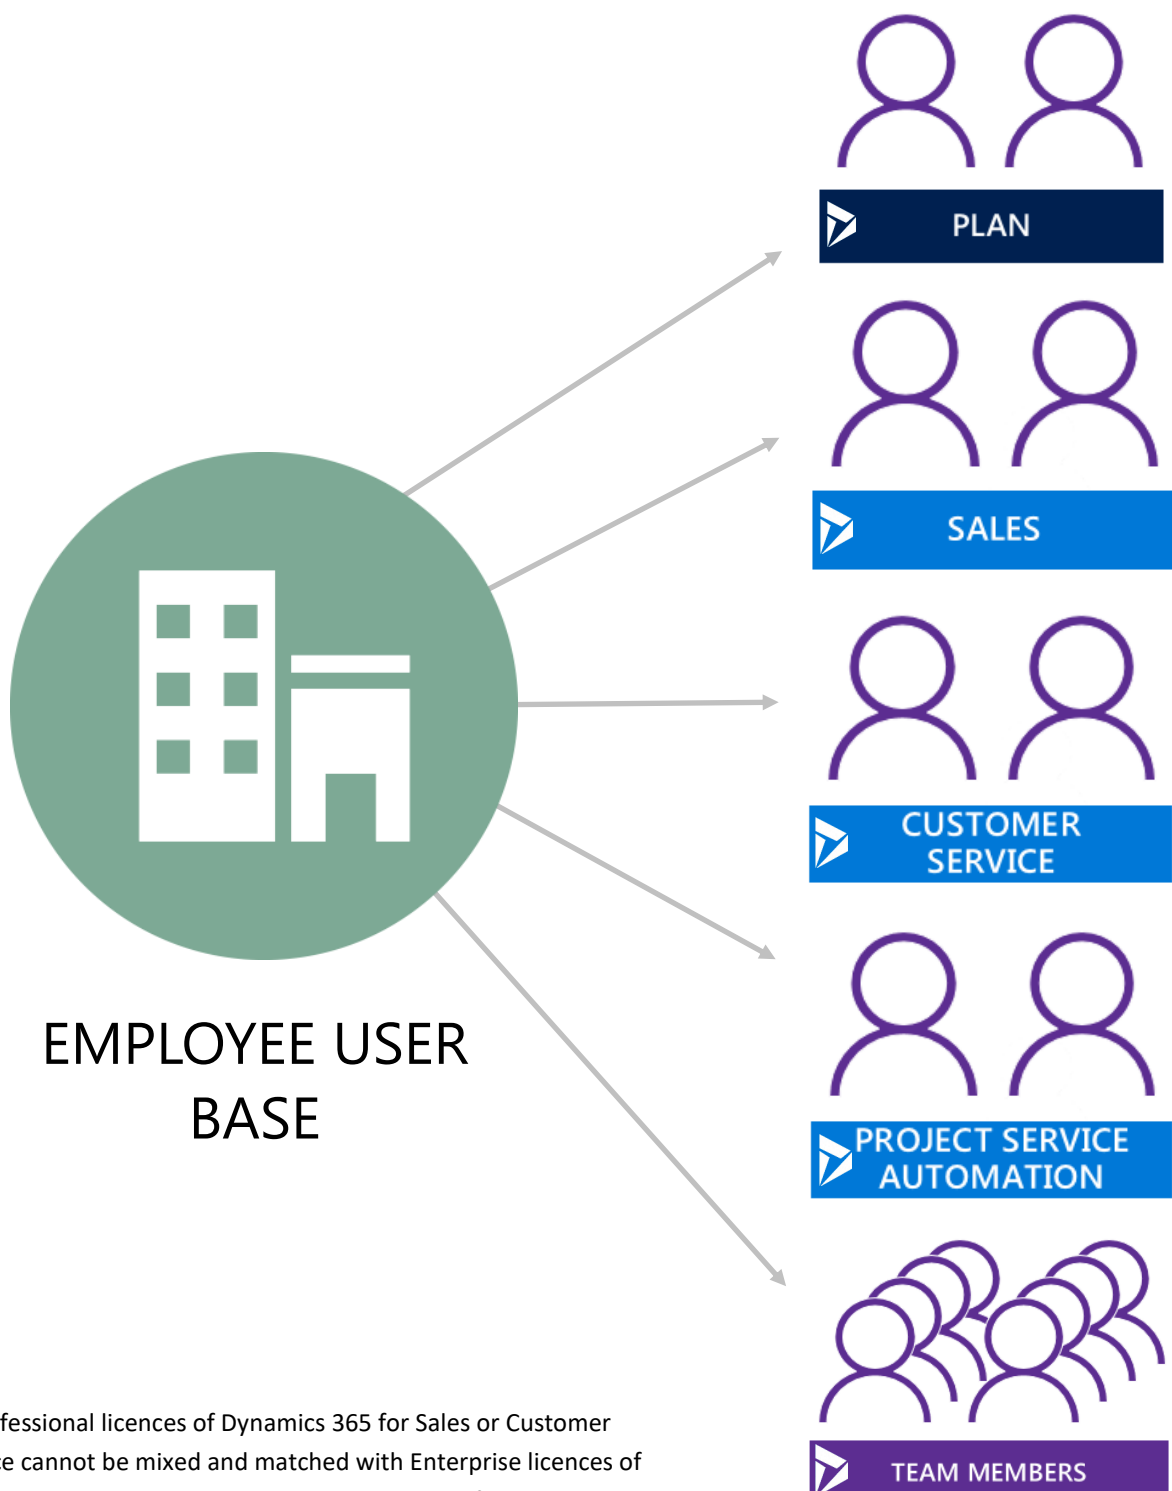 PLAN
SALES
CUSTOMER
SERVICE
EMPLOYEE USER
BASE
PROJECT SERVICE
AUTOMATION
TEAM MEMBERS
licences of Dynamics 365 for Sales or Customer
cannot be mixed and matched with Enterprise licences of